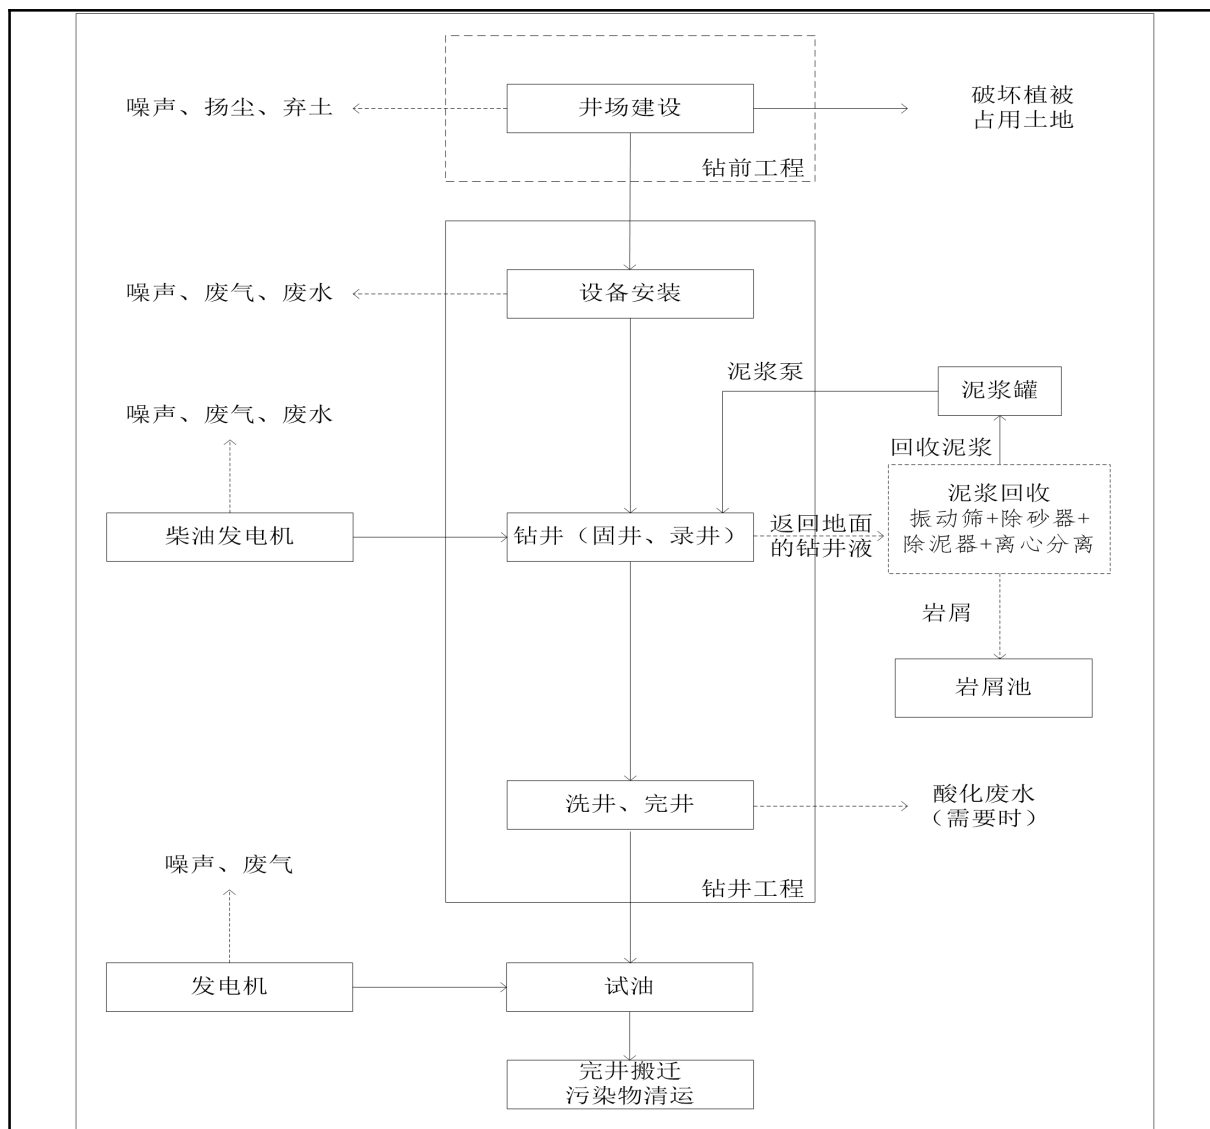 噪声、扬尘、弃土
井场建设
破坏植被
占用土地
钻前工程
噪声、废气、废水
设备安装
泥浆泵
泥浆罐
噪声、废气、废水
回收泥浆
柴油发电机
钻井（固井、录井）
返回地面
的钻井液
泥浆回收
振动筛+除砂器+
除泥器+离心分离
岩屑
岩屑池
洗井、完井
酸化废水
（需要时）
噪声、废气
钻井工程
发电机
试油
完井搬迁
污染物清运